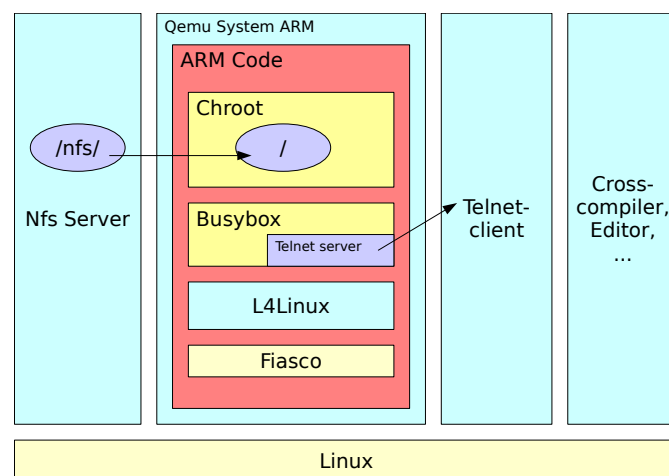 Qemu System ARM
ARM Code
Chroot
/nfs/
/
Nfs Server
Busybox
Telnet server
Telnet-
client
Cross-
compiler,
Editor,
...
L4Linux
Fiasco
Linux